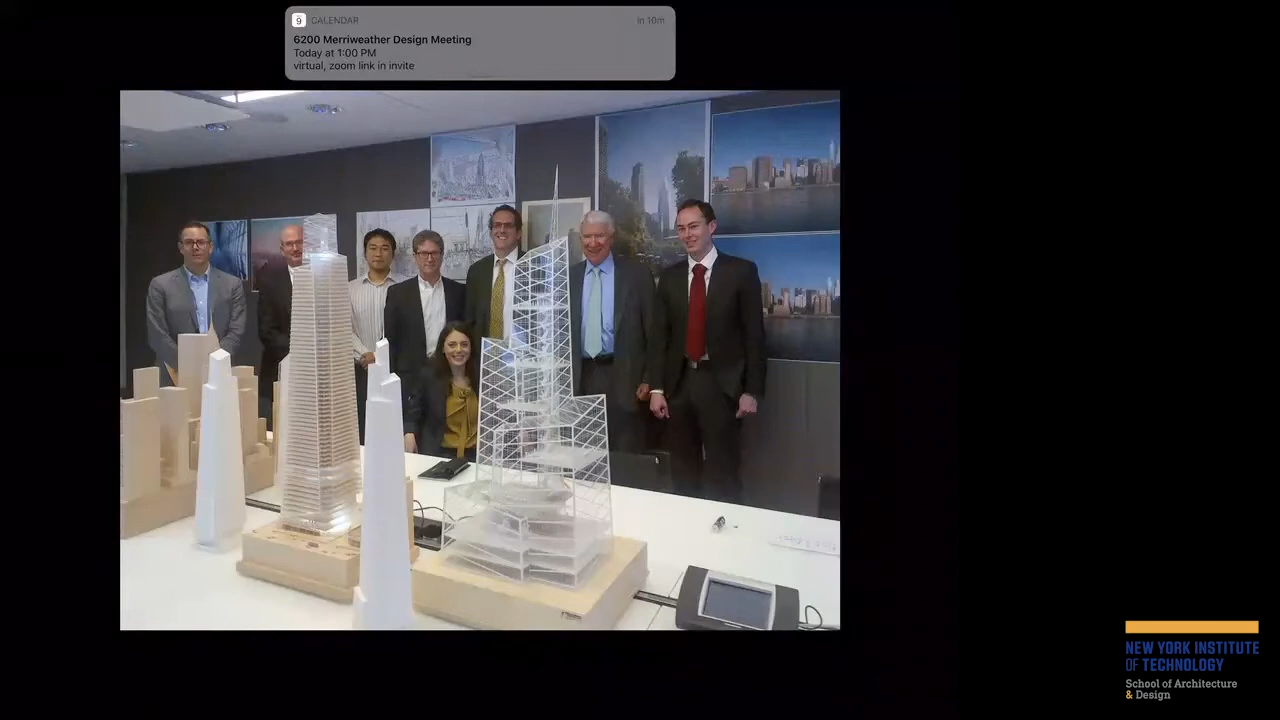 9 CALENDAR in 10m
6200 Merriweather Design Meeting
Today at 1:00 PM
virtual, zoom link in invite
NEW YORK INSTITUTE
OF TECHNOLOGY
School of Architecture
& Design